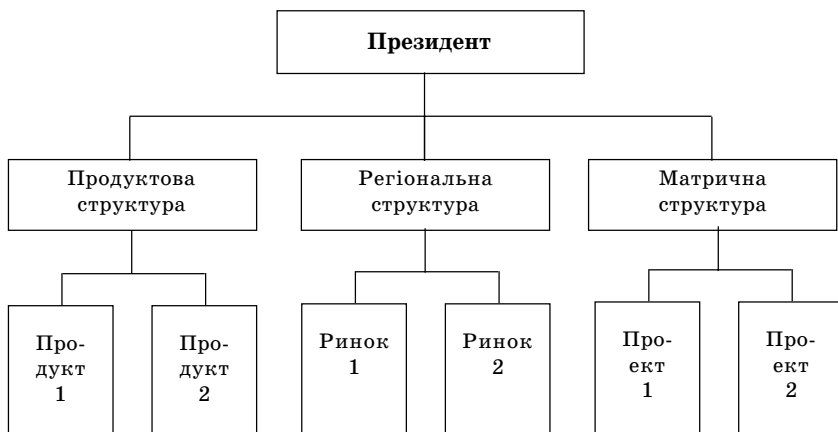 Президент
Продуктова
структура
Регіональна
структура
Матрична
структура
Про-
дукт
1
Про-
дукт
2
Ринок
1
Ринок
2
Про-
ект
1
Про-
ект
2